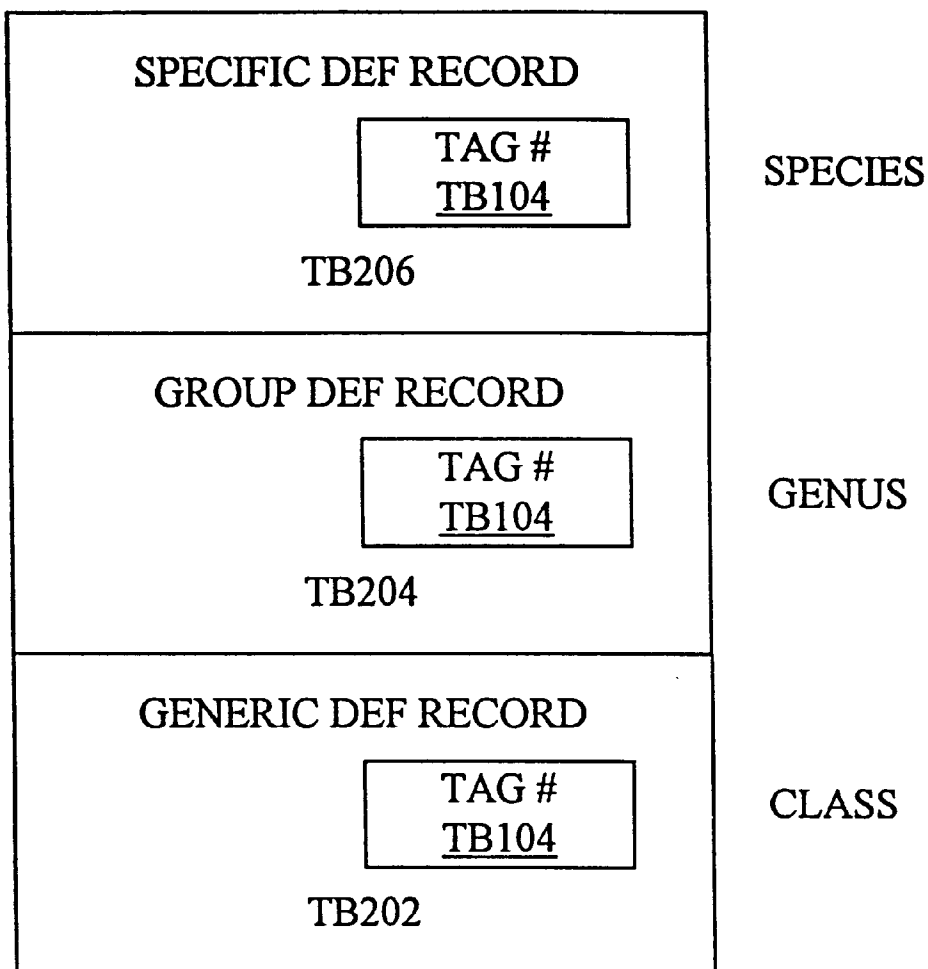 SPECIFIC DEF RECORD
TAG #
TB104
SPECIES
TB206
GROUP DEF RECORD
TAG #
TB104
GENUS
TB204
GENERIC DEF RECORD
TAG #
TB104
CLASS
TB202